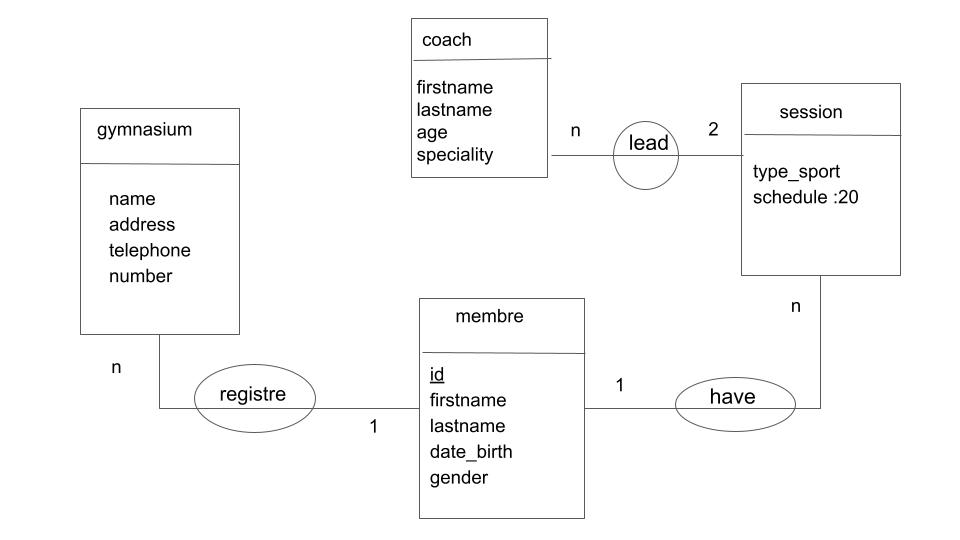 coach
firstname
lastname
age
speciality
n
lead
2
session
type_sport
schedule :20
gymnasium
name
address
telephone
number
n
registre
1
membre
id
firstname
lastname
date_birth
gender
1
have
n